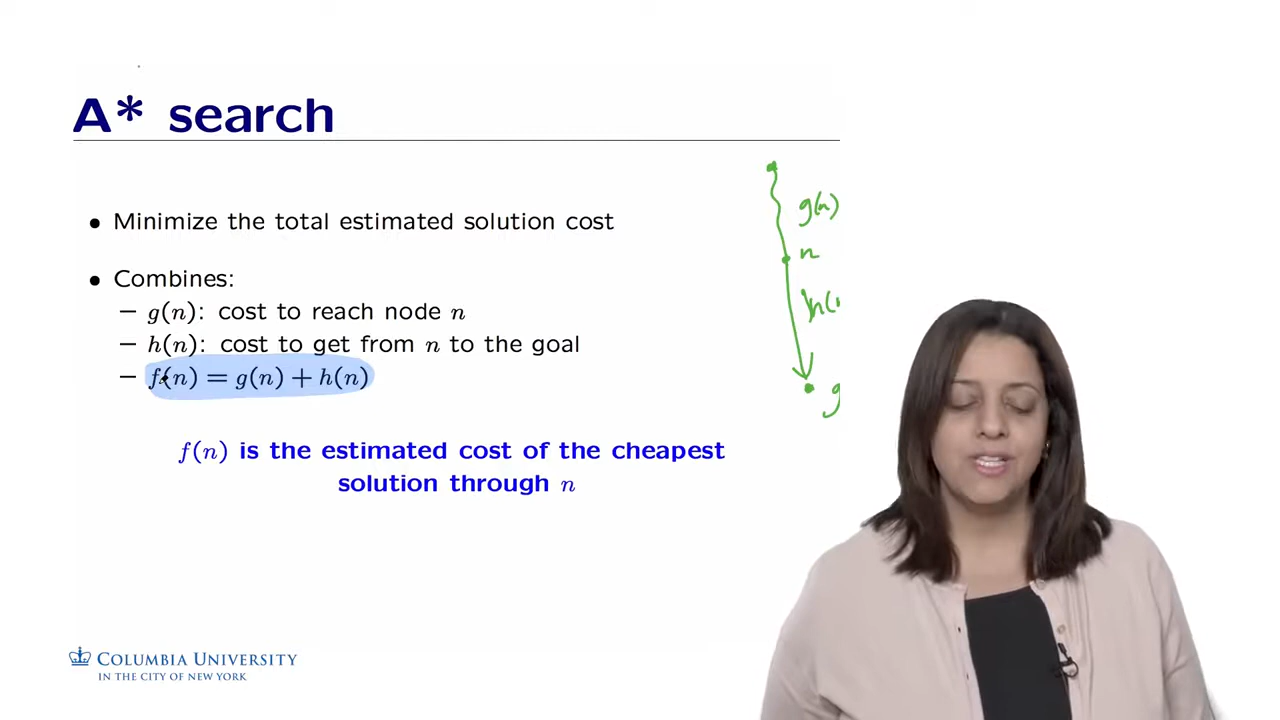 A* search
• Minimize the total estimated solution cost
• Combines:
– g(n): cost to reach node n
– h(n): cost to get from n to the goal
– f(n) = g(n) + h(n)
f(n) is the estimated cost of the cheapest
solution through n
g(n)
n
h(
g
COLUMBIA UNIVERSITY
IN THE CITY OF NEW YORK